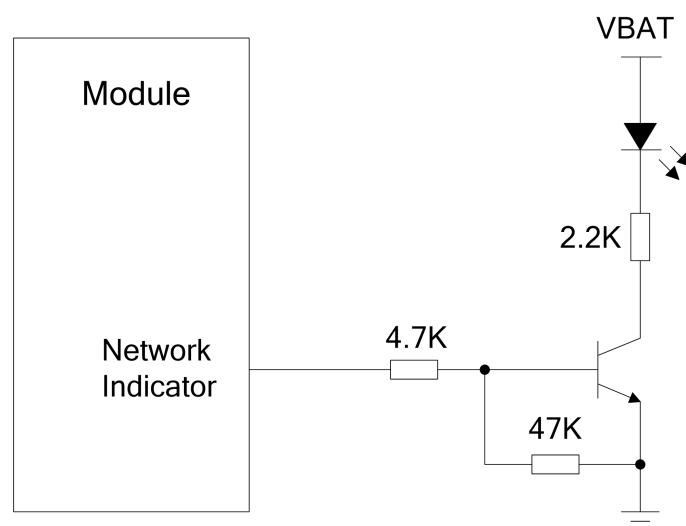 VBAT
Module
2.2K
4.7K
Network
Indicator
47K